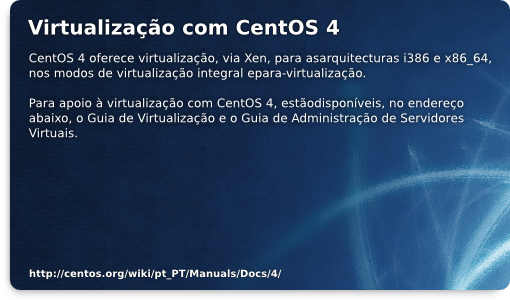 Virtualização com CentOS 4
CentOS 4 oferece virtualização, via Xen, para asarquitecturas i386 e x86_64,
nos modos de virtualização integral epara-virtualização.
Para apoio à virtualização com CentOS 4, estãodisponíveis, no endereço
abaixo, o Guia de Virtualização e o Guia de Administração de Servidores
Virtuais.
http://centos.org/wiki/pt_PT/Manuals/Docs/4/